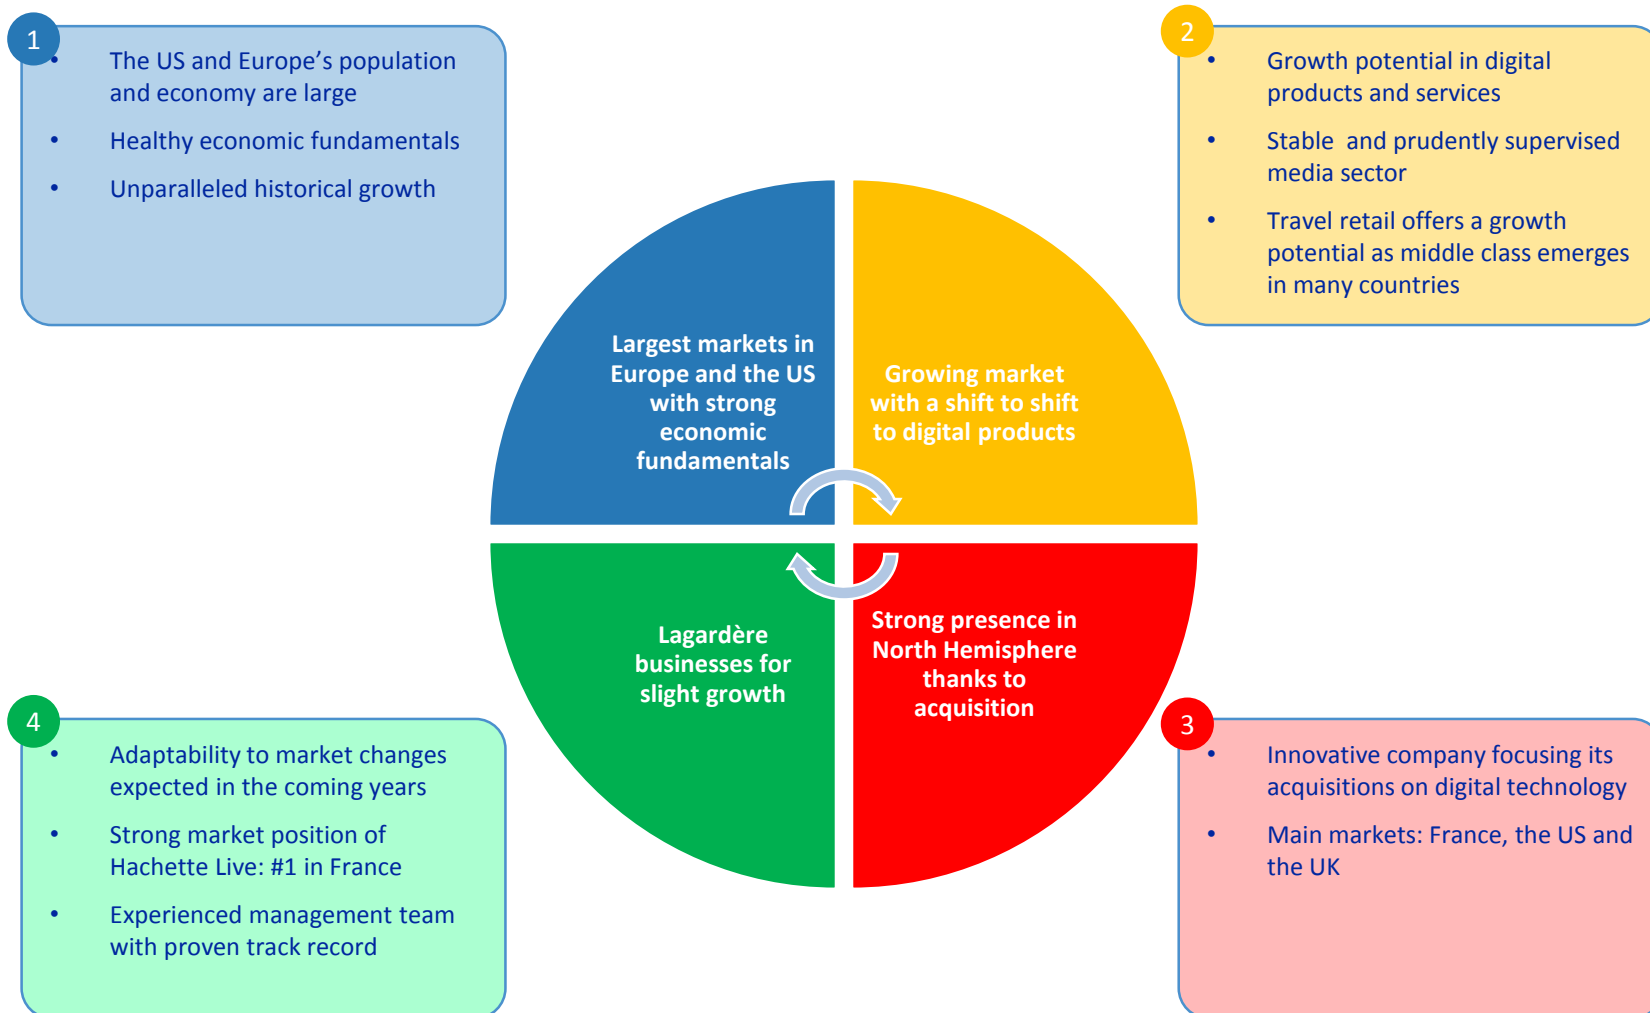 1
• The US and Europe’s population
and economy are large
• Healthy economic fundamentals
• Unparalleled historical growth
2
• Growth potential in digital
products and services
• Stable and prudently supervised
media sector
• Travel retail offers a growth
potential as middle class emerges
in many countries
Largest markets in
Europe and the US
with strong
economic
fundamentals
Growing market
with a shift to shift
to digital products
Lagardère
businesses for
slight growth
Strong presence in
North Hemisphere
thanks to
acquisition
4
• Adaptability to market changes
expected in the coming years
• Strong market position of
Hachette Live: #1 in France
• Experienced management team
with proven track record
3
• Innovative company focusing its
acquisitions on digital technology
• Main markets: France, the US and
the UK